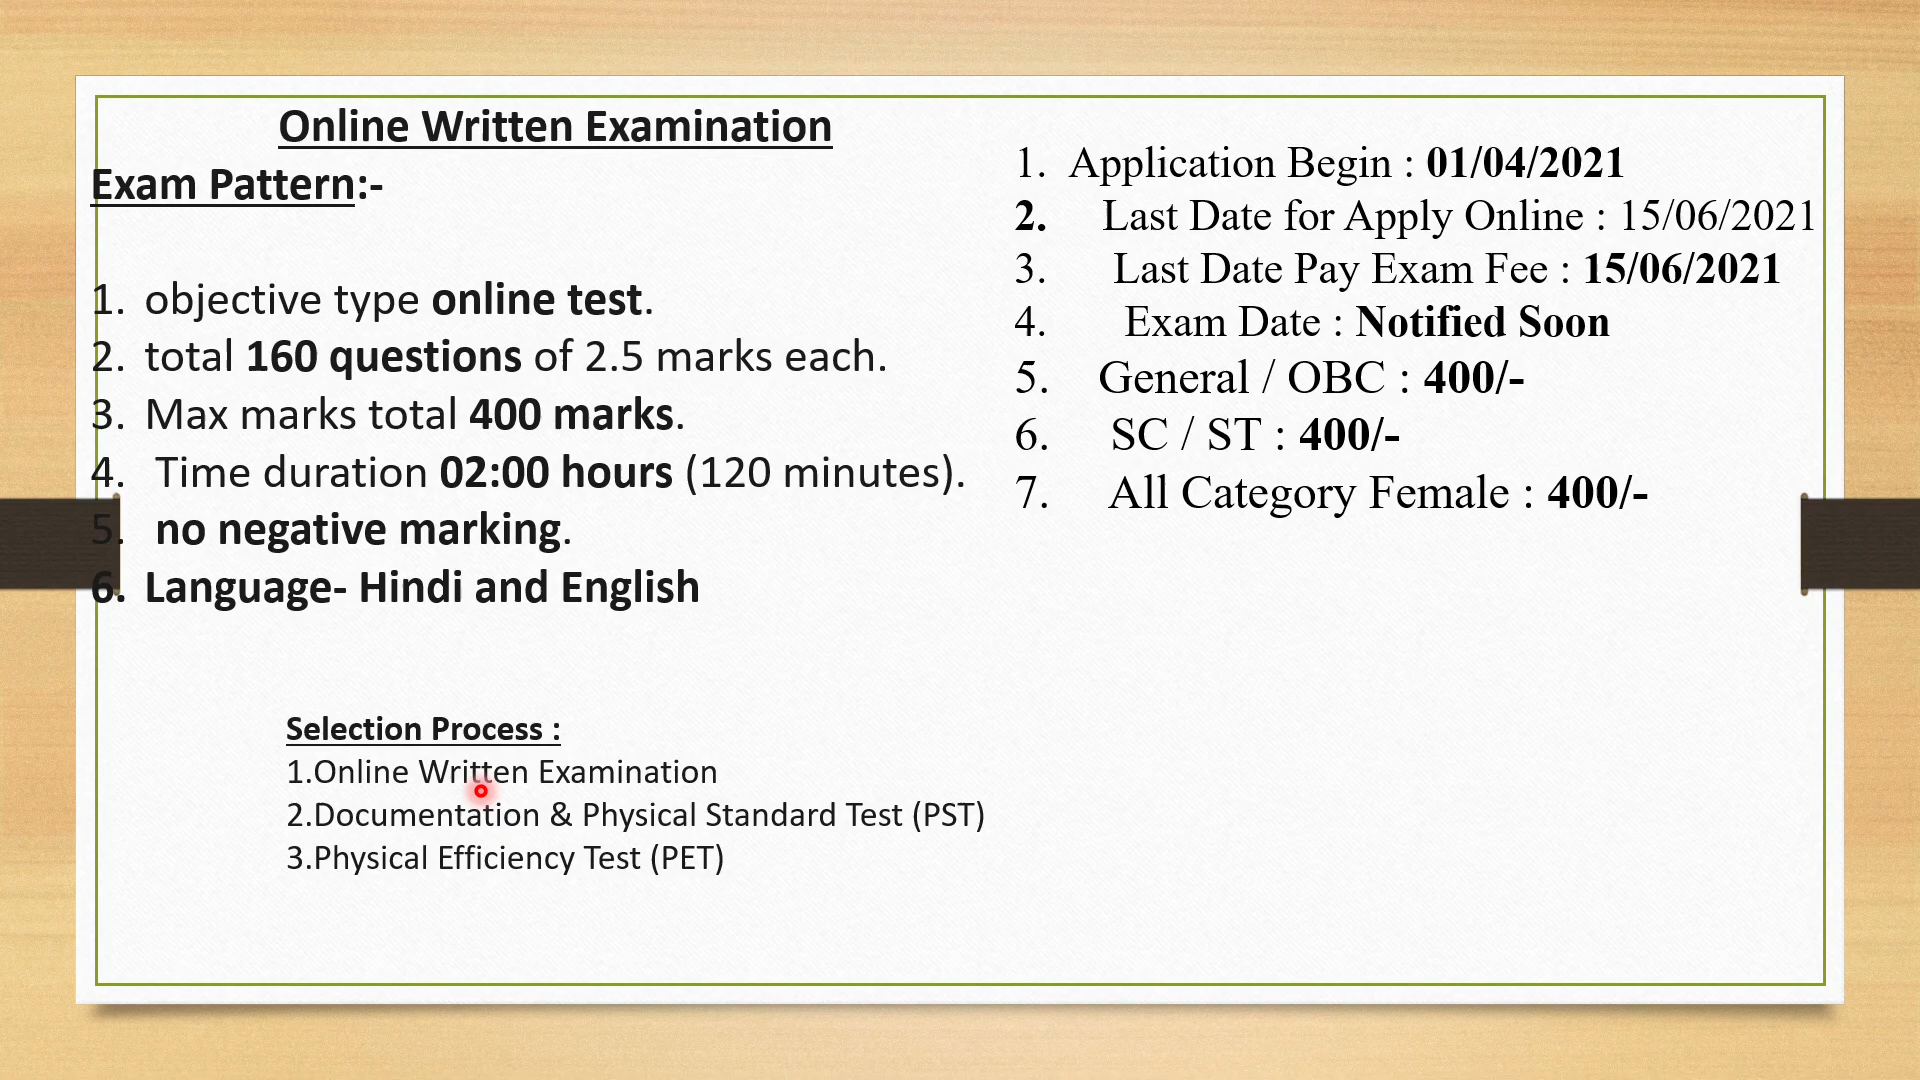 Online Written Examination
Exam Pattern:-
1. objective type online test.
2. total 160 questions of 2.5 marks each.
3. Max marks total 400 marks.
4. Time duration 02:00 hours (120 minutes).
5. no negative marking.
6. Language- Hindi and English
Selection Process :
1.Online Written Examination
2.Documentation & Physical Standard Test (PST)
3.Physical Efficiency Test (PET)
1. Application Begin : 01/04/2021
2. Last Date for Apply Online : 15/06/2021
3. Last Date Pay Exam Fee : 15/06/2021
4. Exam Date : Notified Soon
5. General / OBC : 400/-
6. SC / ST : 400/-
7. All Category Female : 400/-